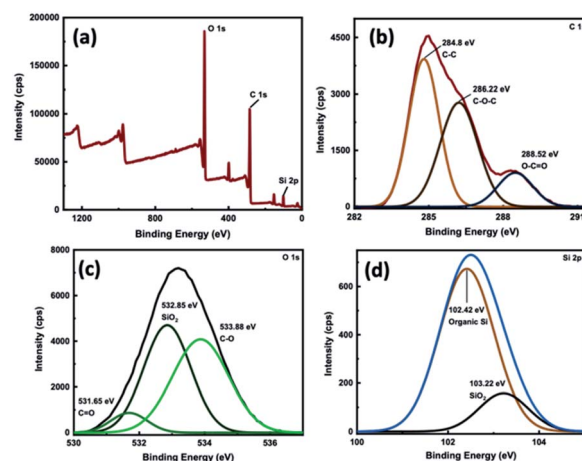 (a)
O 1s
C 1s
Si 2p
200000
150000
100000
50000
0
Intensity (cps)
1300
900
400
0
Binding Energy (eV)
(b)
C 1
284.8 eV
C-C
286.22 eV
C-O-C
288.52 eV
O-C=O
4500
3000
1500
0
Intensity (cps)
282
285
288
291
Binding Energy (eV)
(c)
O 1s
532.85 eV
SiO2
533.88 eV
C-O
531.65 eV
C=O
8000
6000
4000
2000
0
Intensity (cps)
530
532
534
536
Binding Energy (eV)
(d)
Si 2p
102.42 eV
Organic Si
103.22 eV
SiO2
600
400
200
0
Intensity (cps)
100
102
104
Binding Energy (eV)